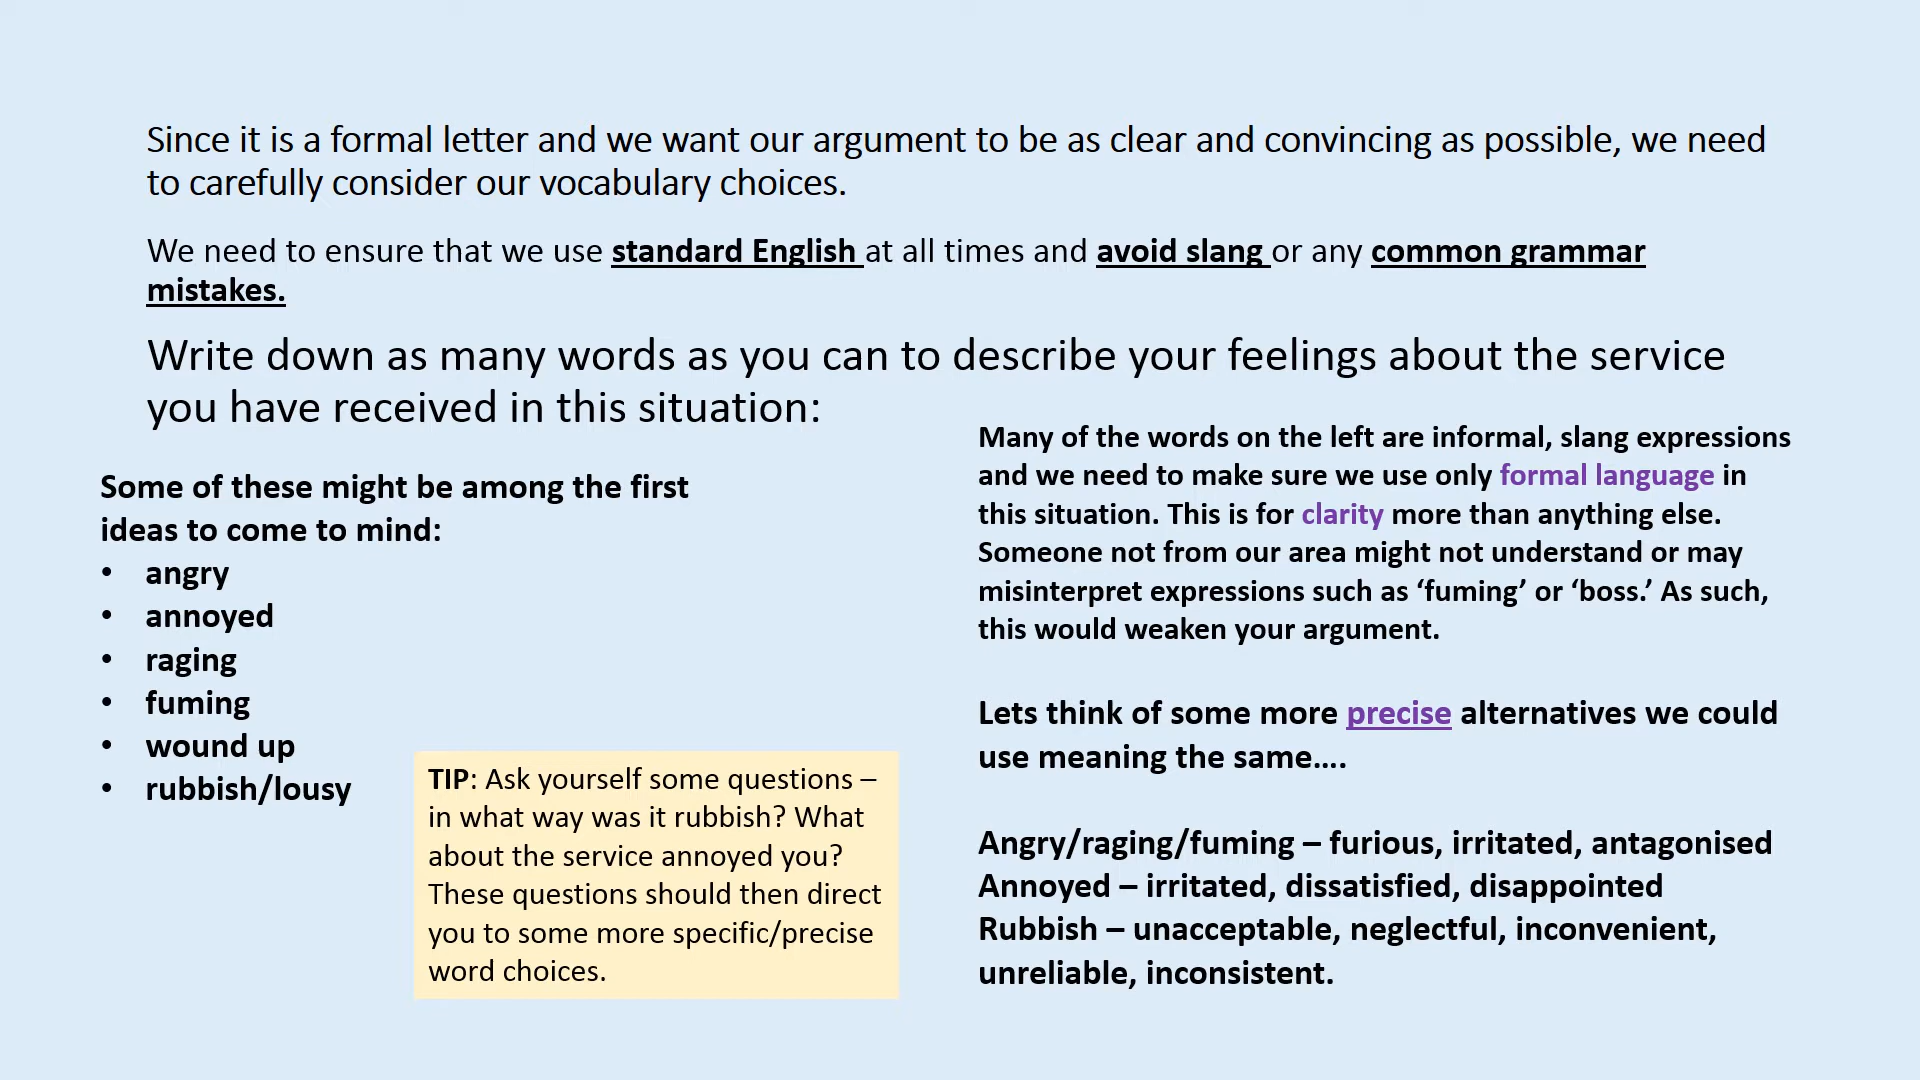 Since it is a formal letter and we want our argument to be as clear and convincing as possible, we need
to carefully consider our vocabulary choices.
We need to ensure that we use standard English at all times and avoid slang or any common grammar
mistakes.
Write down as many words as you can to describe your feelings about the service
you have received in this situation:
Some of these might be among the first
ideas to come to mind:
• angry
• annoyed
• raging
• fuming
• wound up
• rubbish/lousy
TIP: Ask yourself some questions –
in what way was it rubbish? What
about the service annoyed you?
These questions should then direct
you to some more specific/precise
word choices.
Many of the words on the left are informal, slang expressions
and we need to make sure we use only formal language in
this situation. This is for clarity more than anything else.
Someone not from our area might not understand or may
misinterpret expressions such as ‘fuming’ or ‘boss.’ As such,
this would weaken your argument.
Lets think of some more precise alternatives we could
use meaning the same….
Angry/raging/fuming – furious, irritated, antagonised
Annoyed – irritated, dissatisfied, disappointed
Rubbish – unacceptable, neglectful, inconvenient,
unreliable, inconsistent.